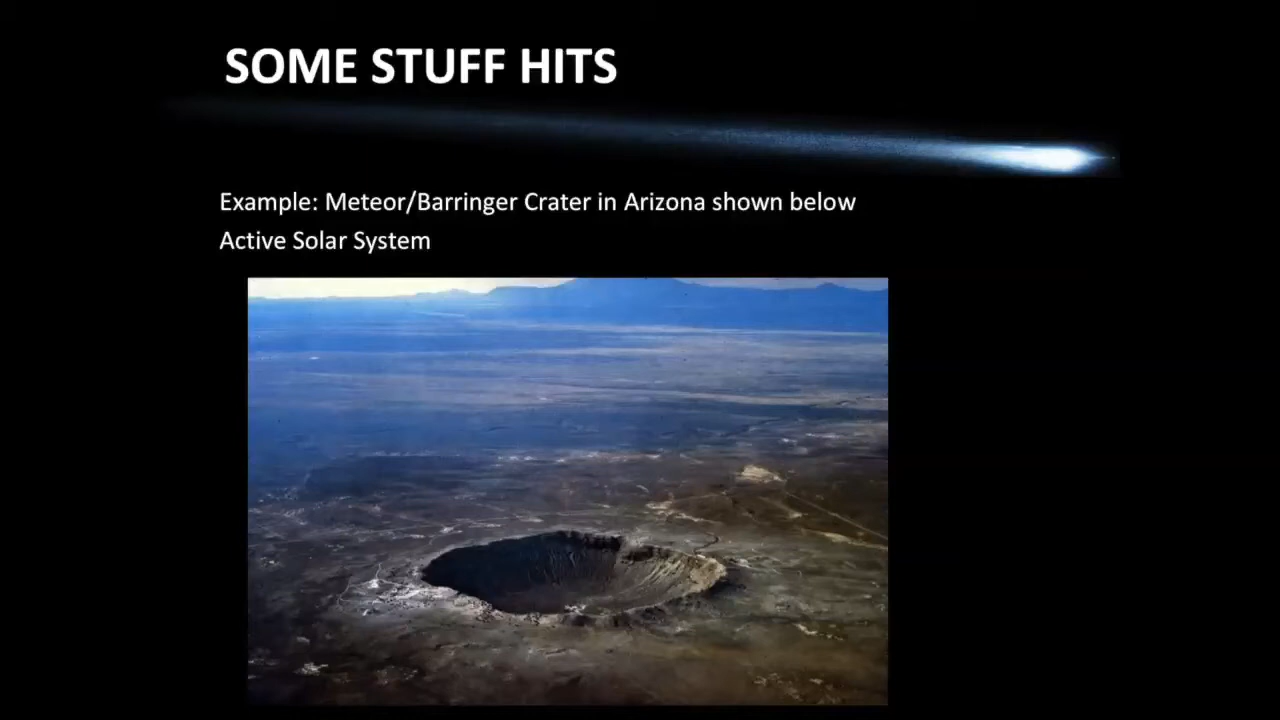 SOME STUFF HITS
Example: Meteor/Barringer Crater in Arizona shown below
Active Solar System